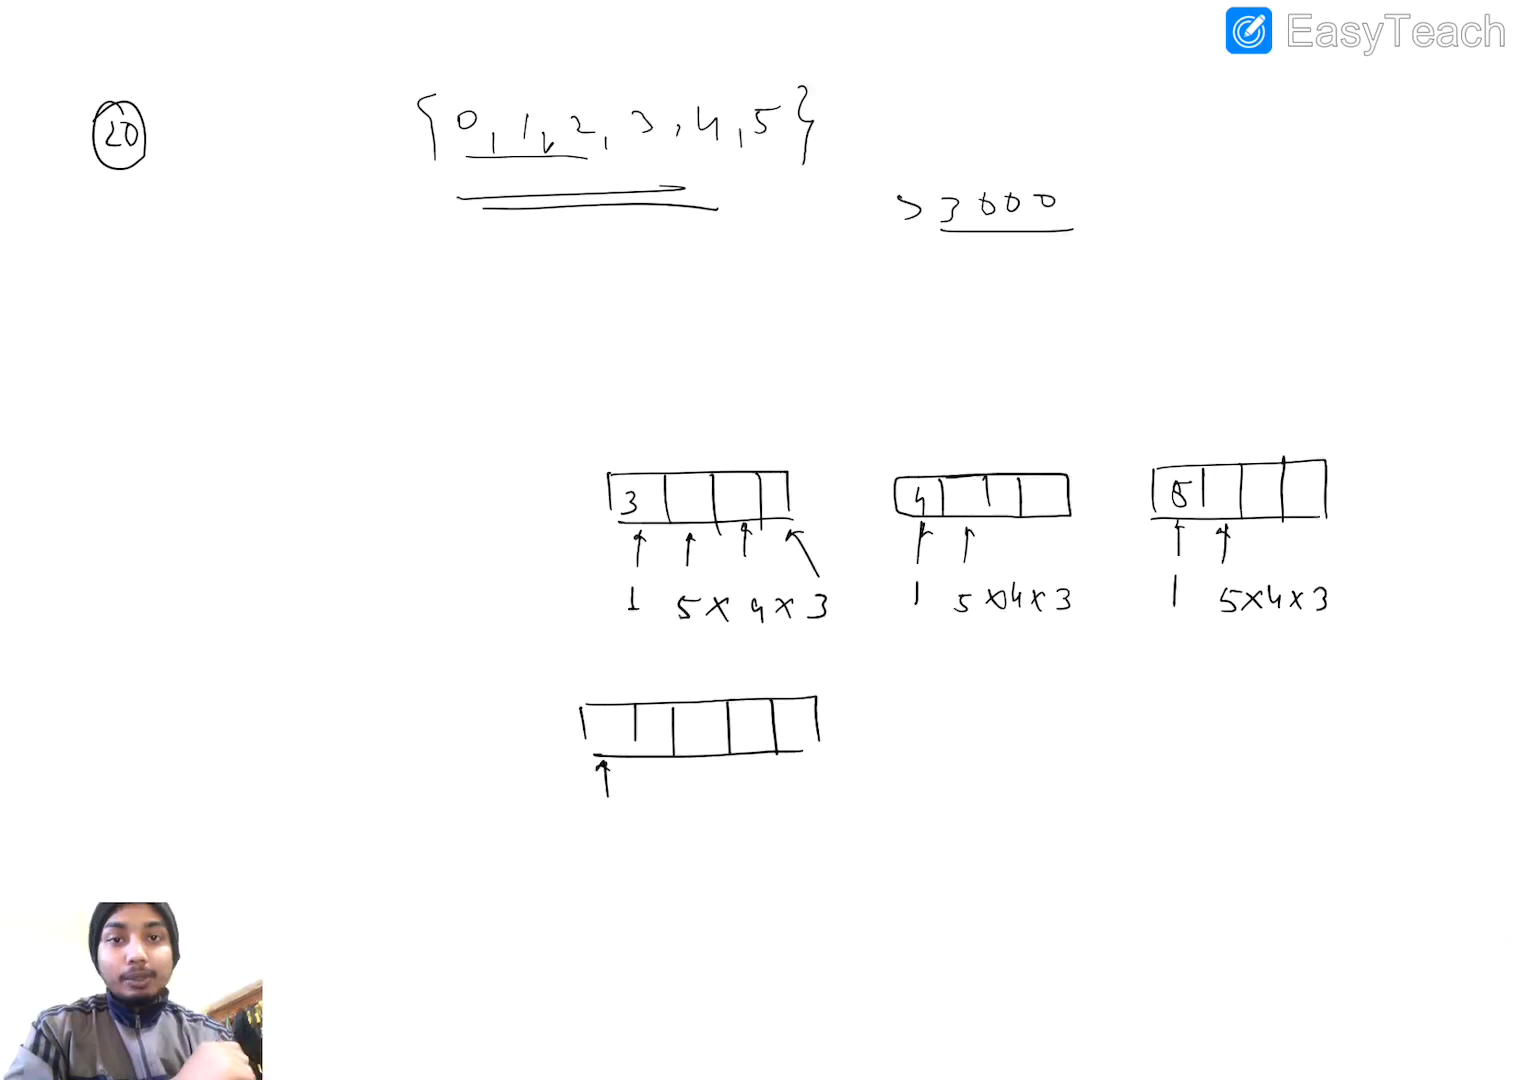 EasyTeach
20
{0, 1, 2, 3, 4, 5}
> 3000
3 4 5
1 5 × 4 × 3 1 5 × 4 × 3 1 5 × 4 × 3